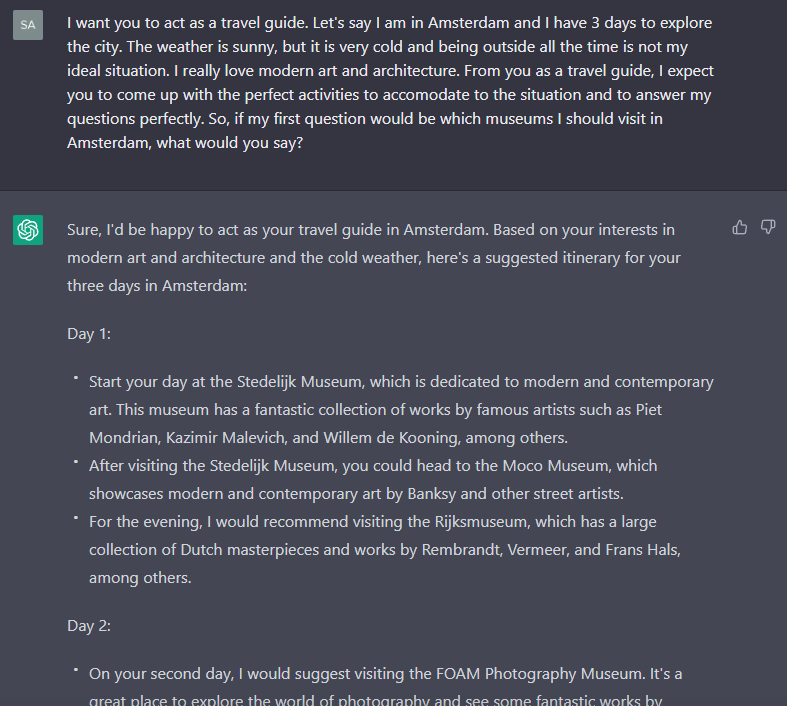 SA
I want you to act as a travel guide. Let's say I am in Amsterdam and I have 3 days to explore
the city. The weather is sunny, but it is very cold and being outside all the time is not my
ideal situation. I really love modern art and architecture. From you as a travel guide, I expect
you to come up with the perfect activities to accomodate to the situation and to answer my
questions perfectly. So, if my first question would be which museums I should visit in
Amsterdam, what would you say?
Sure, I'd be happy to act as your travel guide in Amsterdam. Based on your interests in
modern art and architecture and the cold weather, here's a suggested itinerary for your
three days in Amsterdam:
Day 1:
• Start your day at the Stedelijk Museum, which is dedicated to modern and contemporary
art. This museum has a fantastic collection of works by famous artists such as Piet
Mondrian, Kazimir Malevich, and Willem de Kooning, among others.
• After visiting the Stedelijk Museum, you could head to the Moco Museum, which
showcases modern and contemporary art by Banksy and other street artists.
• For the evening, I would recommend visiting the Rijksmuseum, which has a large
collection of Dutch masterpieces and works by Rembrandt, Vermeer, and Frans Hals,
among others.
Day 2:
• On your second day, I would suggest visiting the FOAM Photography Museum. It's a
great place to explore the world of photography and see some fantastic works by